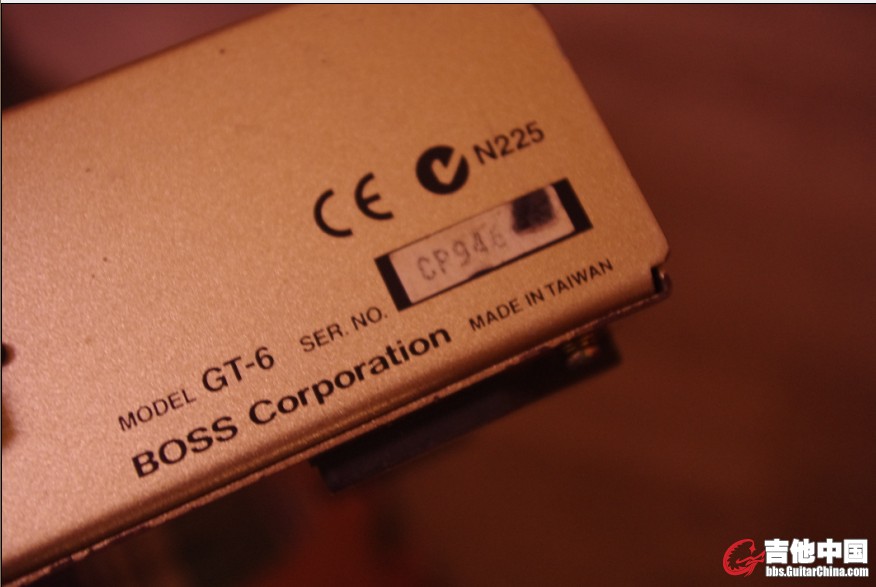 CE N225
CP946
MODEL GT-6 SER. NO.
BOSS Corporation MADE IN TAIWAN
吉他中国
bbs.GuitarChina.com